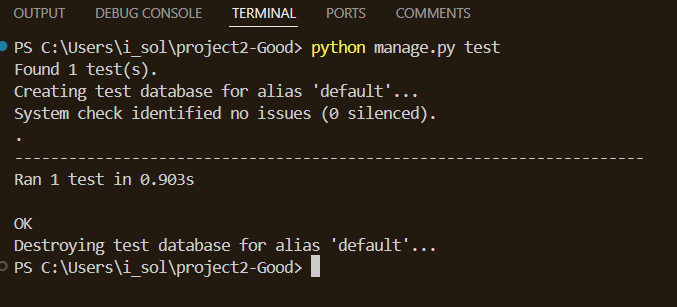 OUTPUT DEBUG CONSOLE TERMINAL PORTS COMMENTS
PS C:\Users\i_sol\project2-Good> python manage.py test
Found 1 test(s).
Creating test database for alias 'default'...
System check identified no issues (0 silenced).
.
----------------------------------------------------------------------
Ran 1 test in 0.903s
OK
Destroying test database for alias 'default'...
PS C:\Users\i_sol\project2-Good>